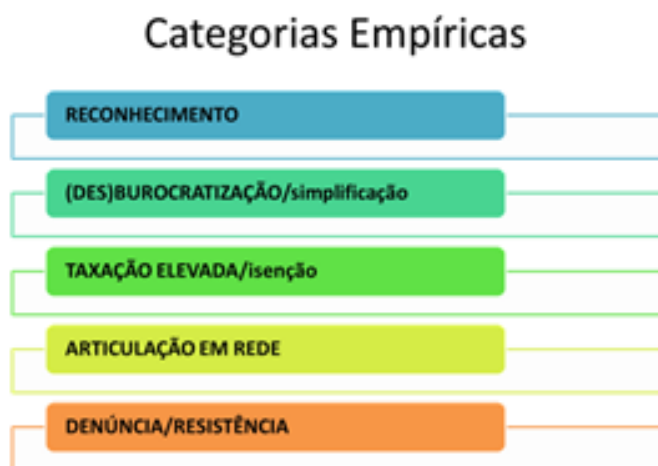 Categorias Empíricas
RECONHECIMENTO
(DES)BUROCRATIZAÇÃO/simplificação
TAXAÇÃO ELEVADA/isenção
ARTICULAÇÃO EM REDE
DENÚNCIA/RESISTÊNCIA